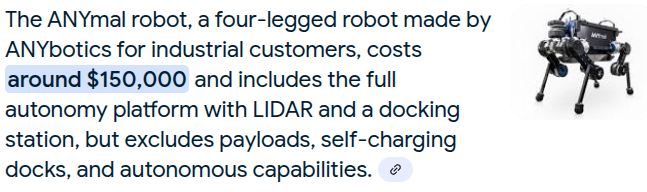 The ANYmal robot, a four-legged robot made by
ANYbotics for industrial customers, costs
around $150,000 and includes the full
autonomy platform with LIDAR and a docking
station, but excludes payloads, self-charging
docks, and autonomous capabilities.
ANYmal